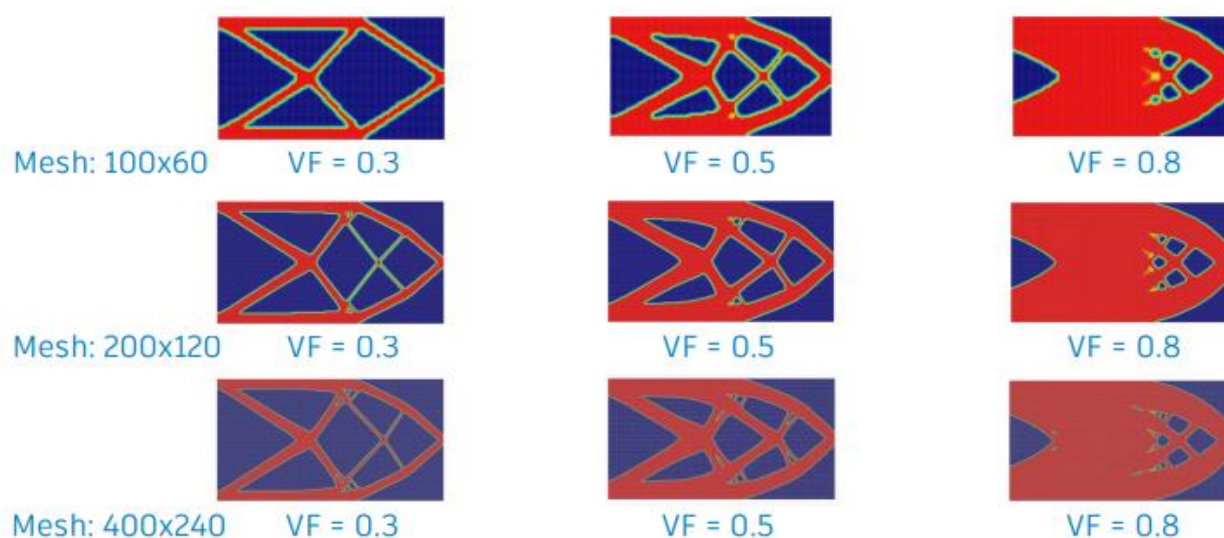 Mesh: 100x60 VF = 0.3 VF = 0.5 VF = 0.8
Mesh: 200x120 VF = 0.3 VF = 0.5 VF = 0.8
Mesh: 400x240 VF = 0.3 VF = 0.5 VF = 0.8